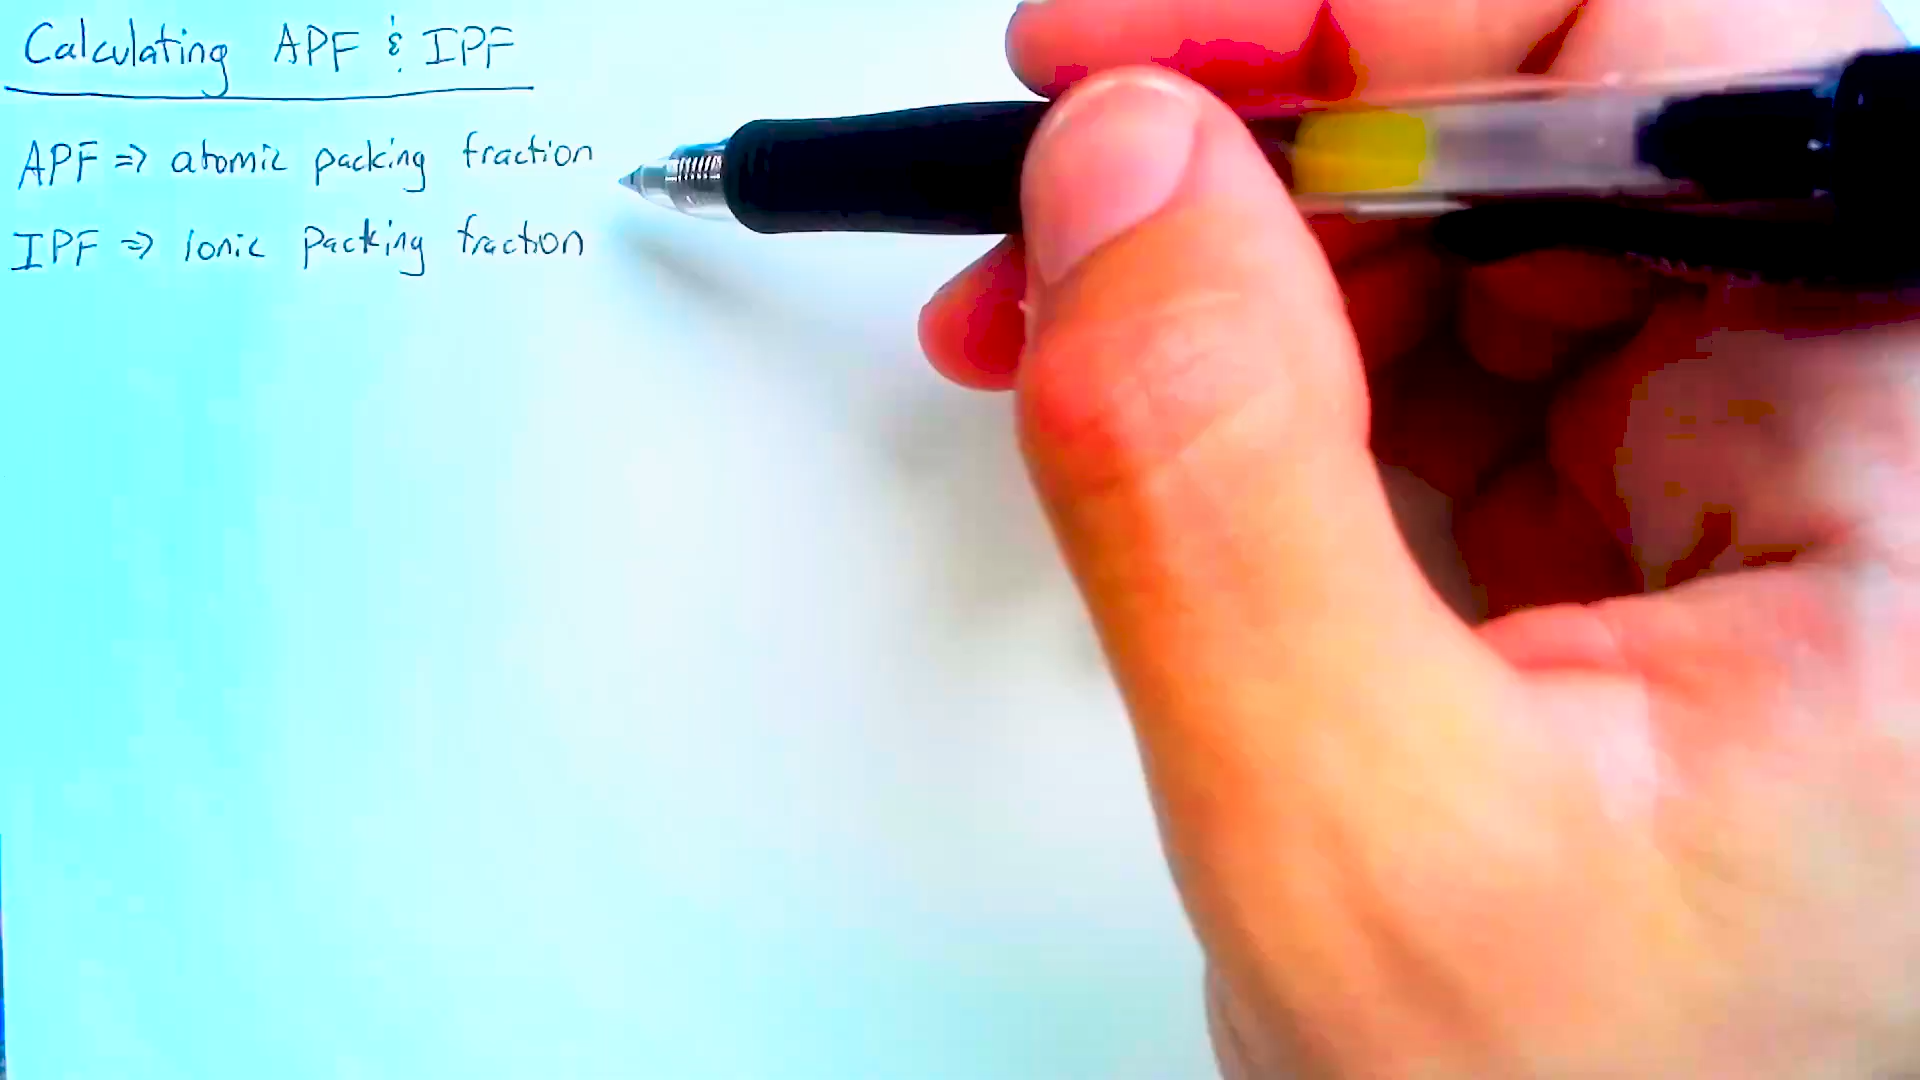 Calculating APF & IPF
APF => atomic packing fraction
IPF => ionic packing fraction